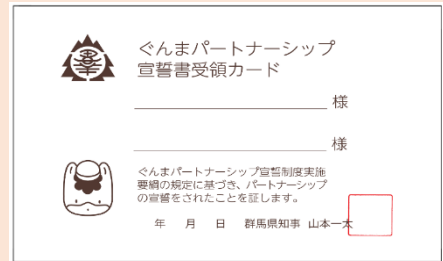 ぐんまパートナーシップ
宣誓書受領カード
様
様
ぐんまパートナーシップ宣誓制度実施
要綱の規定に基づき、パートナーシップ
の宣誓をされたことを証します。
年 月 日 群馬県知事 山本一太